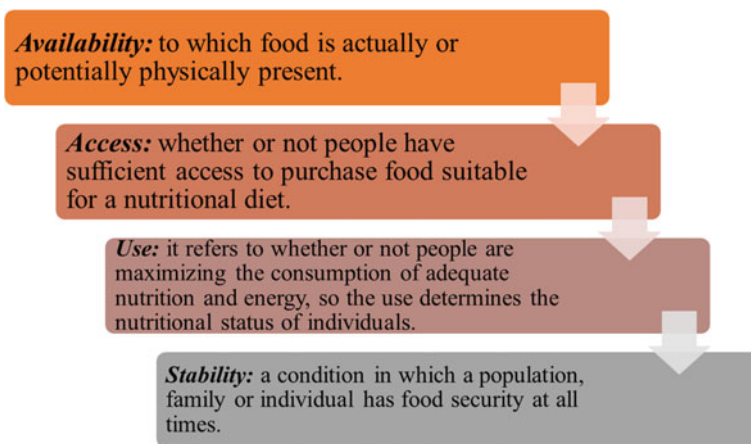 Availability: to which food is actually or
potentially physically present.
Access: whether or not people have
sufficient access to purchase food suitable
for a nutritional diet.
Use: it refers to whether or not people are
maximizing the consumption of adequate
nutrition and energy, so the use determines the
nutritional status of individuals.
Stability: a condition in which a population,
family or individual has food security at all
times.